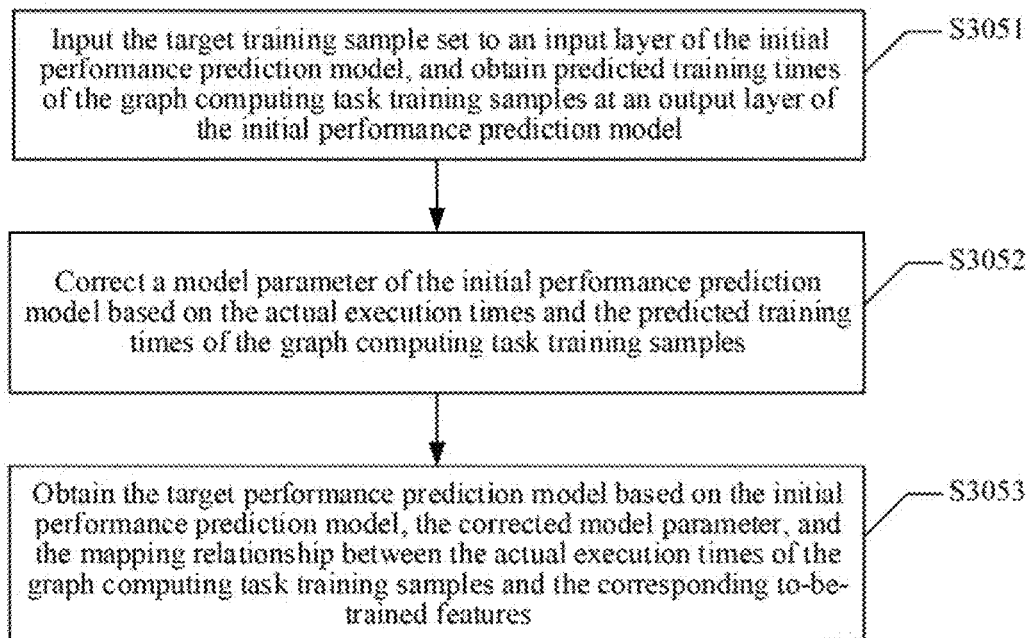 Input the target training sample set to an input layer of the initial
performance prediction model, and obtain predicted training times
of the graph computing task training samples at an output layer of
the initial performance prediction model
S3051
Correct a model parameter of the initial performance prediction
model based on the actual execution times and the predicted training
times of the graph computing task training samples
S3052
Obtain the target performance prediction model based on the initial
performance prediction model, the corrected model parameter, and
the mapping relationship between the actual execution times of the
graph computing task training samples and the corresponding to-be-
trained features
S3053